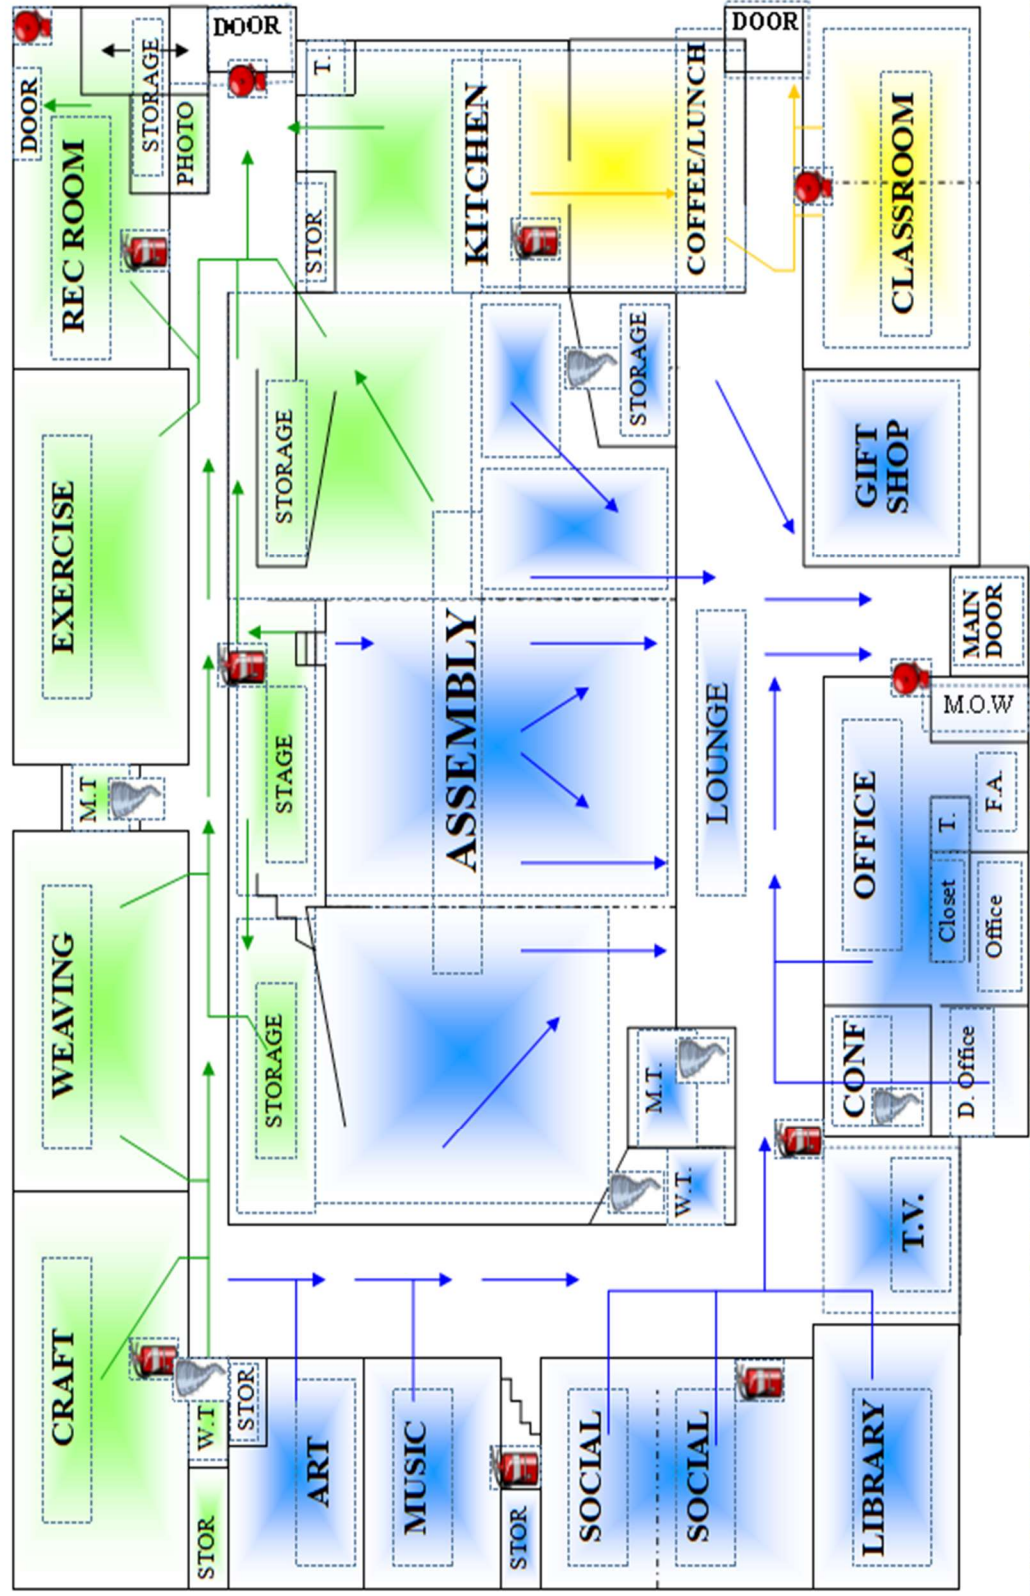 DOOR
DOOR
DOOR
STORAGE
PHOTO
T.
REC ROOM
STOR
KITCHEN
COFFEE/LUNCH
CLASSROOM
EXERCISE
STORAGE
STORAGE
GIFT
SHOP
MAIN
DOOR
M.O.W
M.T
STAGE
ASSEMBLY
LOUNGE
OFFICE
T.
F.A.
Closet
Office
WEAVING
STORAGE
M.T.
W.T.
CONF
D. Office
T.V.
CRAFT
W.T
STOR
STOR
ART
MUSIC
STOR
SOCIAL
SOCIAL
LIBRARY